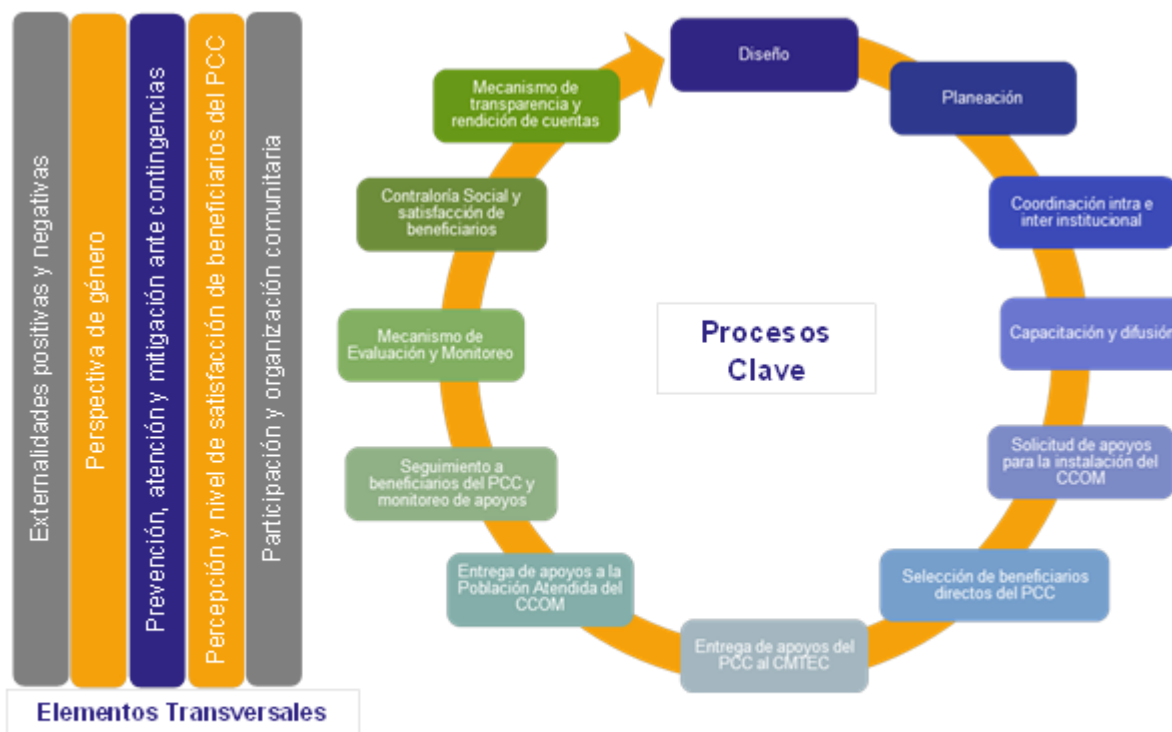 Externalidades positivas y negativas
Perspectiva de género
Prevención, atención y mitigación ante contingencias
Percepción y nivel de satisfacción de beneficiarios del PCC
Participación y organización comunitaria
Elementos Transversales
Diseño
Planeación
Coordinación intra e
inter institucional
Capacitación y difusión
Solicitud de apoyos
para la instalación del
CCOM
Selección de beneficiarios
directos del PCC
Entrega de apoyos del
PCC al CMTEC
Entrega de apoyos a la
Población Atendida del
CCOM
Seguimiento a
beneficiarios del PCC y
monitoreo de apoyos
Mecanismo de
Evaluación y Monitoreo
Contraloría Social y
satisfacción de
beneficiarios
Mecanismo de
transparencia y
rendición de cuentas
Procesos
Clave